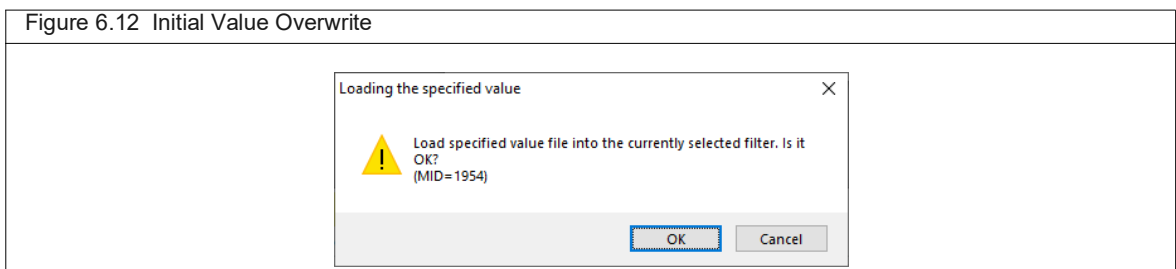 Figure 6.12 Initial Value Overwrite
Loading the specified value
Load specified value file into the currently selected filter. Is it
OK?
(MID=1954)
OK
Cancel